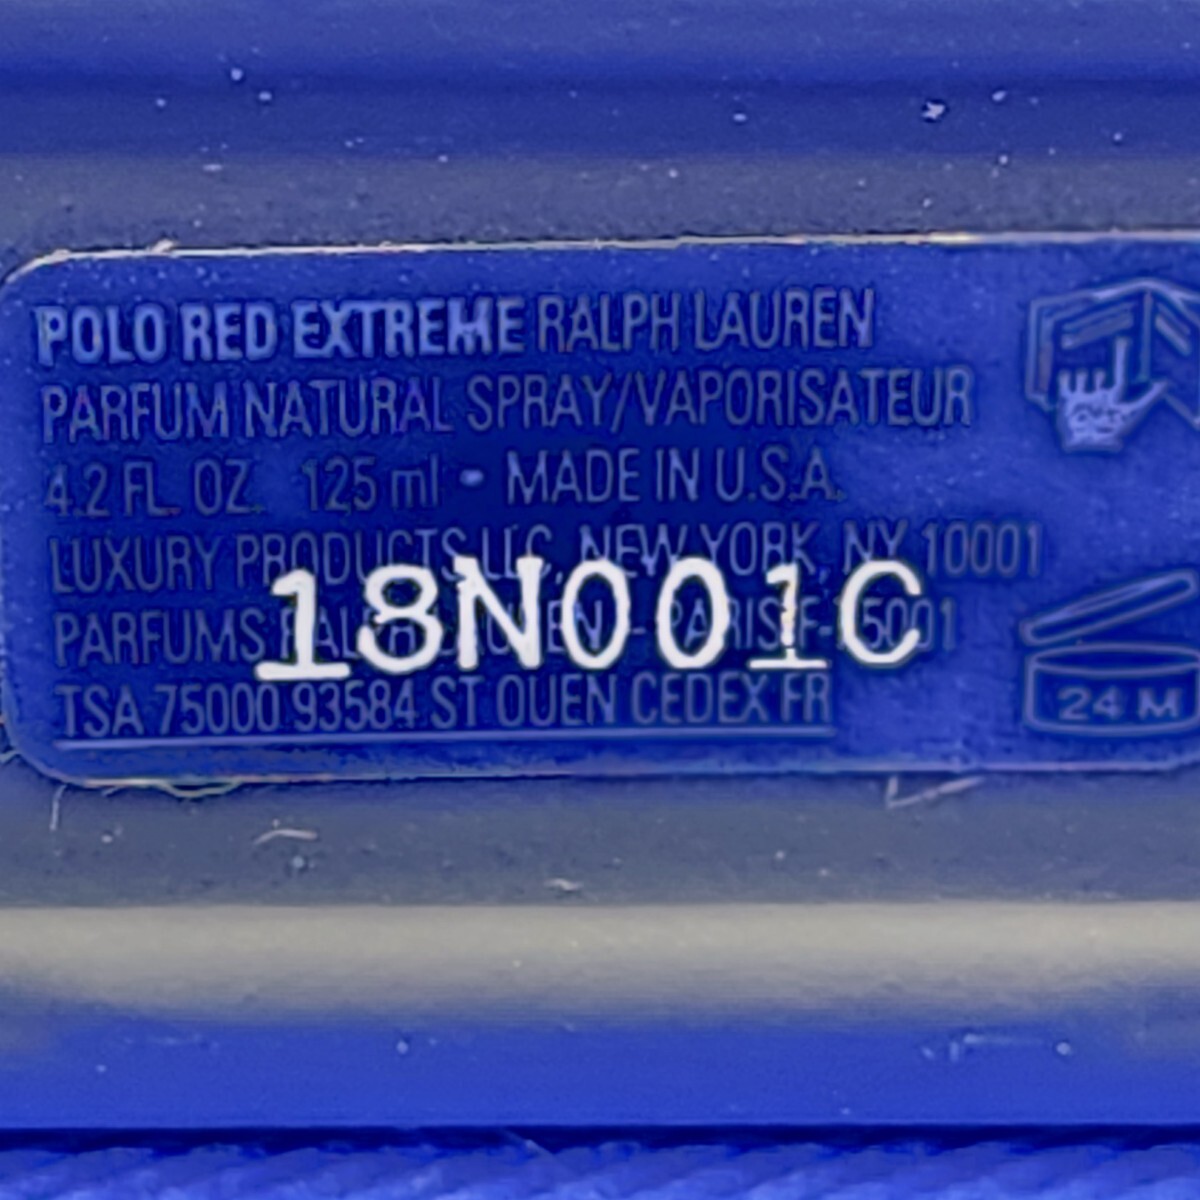 POLO RED EXTREME RALPH LAUREN
PARFUM NATURAL SPRAY/VAPORISATEUR
4.2 FL. OZ. 125 ml • MADE IN U.S.A.
LUXURY PRODUCTS LLC, NEW YORK, NY 10001
18N001C
PARFUMS RALPH LAUREN - PARIS F-75001
TSA 75000 93584 ST OUEN CEDEX FR
24 M